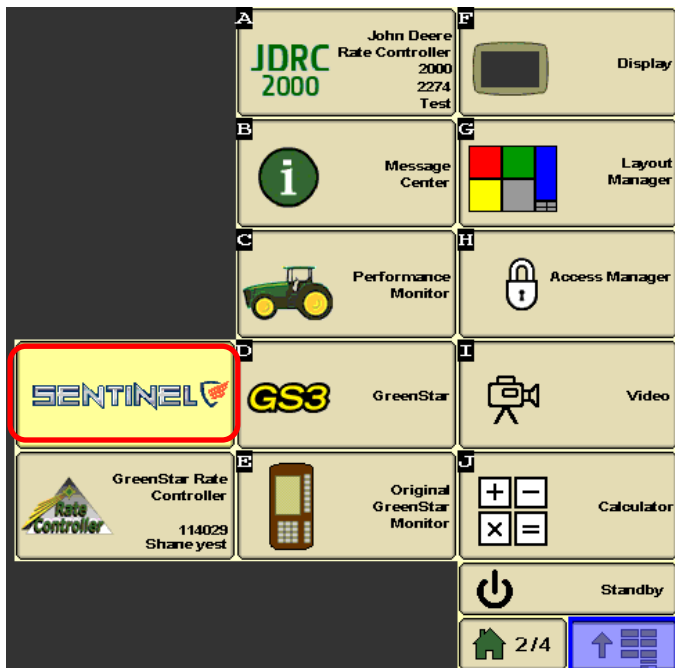 A
JDRC
2000
John Deere
Rate Controller
2000
2274
Test
F
Display
B
i
Message
Center
G
Layout
Manager
C
Performance
Monitor
H
Access Manager
SENTINEL
D
GS3
GreenStar
I
Video
Rate
Controller
GreenStar Rate
Controller
114029
Shane yest
E
Original
GreenStar
Monitor
J
+ -
× =
Calculator
Standby
2/4